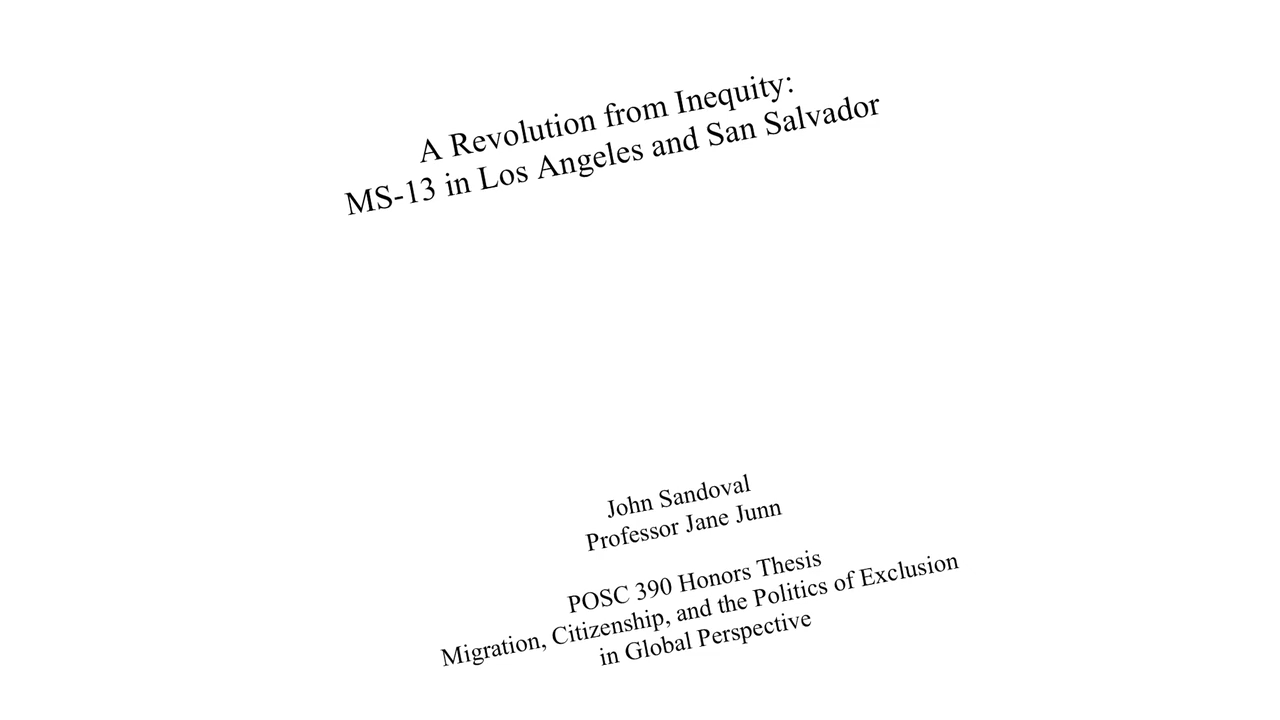 A Revolution from Inequity:
MS-13 in Los Angeles and San Salvador
John Sandoval
Professor Jane Junn
POSC 390 Honors Thesis
Migration, Citizenship, and the Politics of Exclusion
in Global Perspective